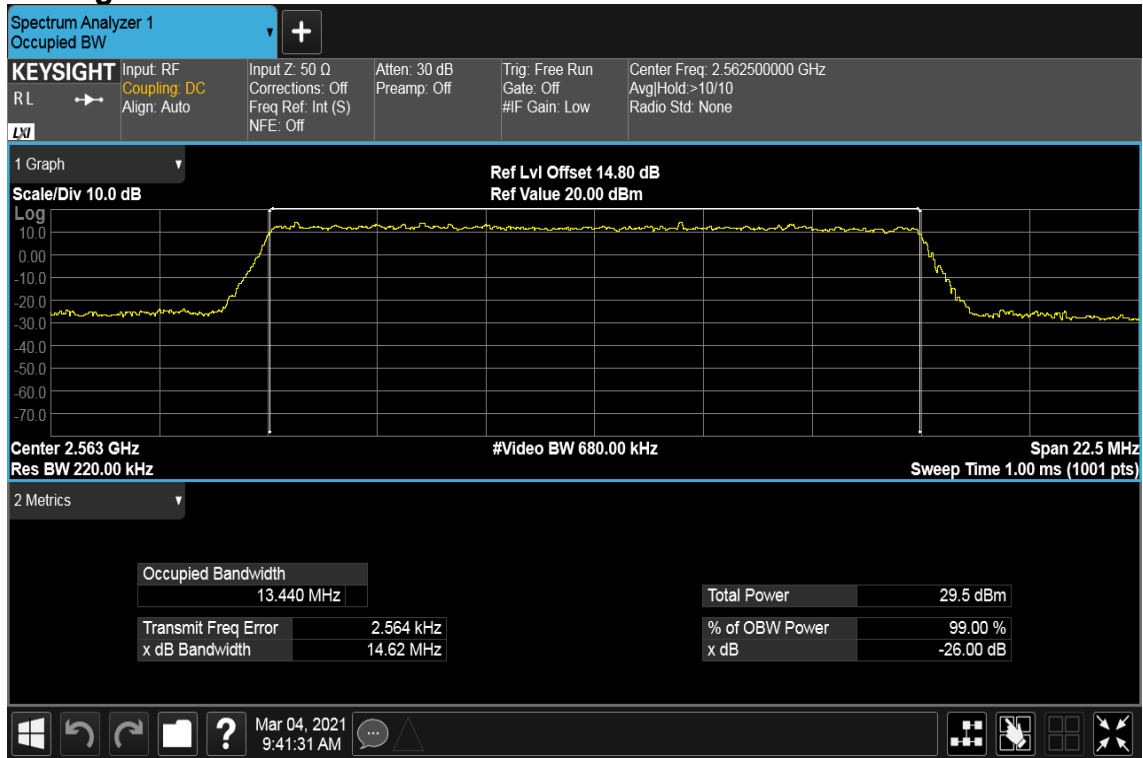 Spectrum Analyzer 1
Occupied BW
+
KEYSIGHT
R L
LXI
Input: RF
Coupling: DC
Align: Auto
Input Z: 50 Ω
Corrections: Off
Freq Ref: Int (S)
NFE: Off
Atten: 30 dB
Preamp: Off
Trig: Free Run
Gate: Off
#IF Gain: Low
Center Freq: 2.562500000 GHz
Avg|Hold:>10/10
Radio Std: None
1 Graph
Scale/Div 10.0 dB
Ref Lvl Offset 14.80 dB
Ref Value 20.00 dBm
Log
10.0
0.00
-10.0
-20.0
-30.0
-40.0
-50.0
-60.0
-70.0
Center 2.563 GHz
Res BW 220.00 kHz
#Video BW 680.00 kHz
Span 22.5 MHz
Sweep Time 1.00 ms (1001 pts)
2 Metrics
Occupied Bandwidth
13.440 MHz
Transmit Freq Error 2.564 kHz
x dB Bandwidth 14.62 MHz
Total Power 29.5 dBm
% of OBW Power 99.00 %
x dB -26.00 dB
?
Mar 04, 2021
9:41:31 AM